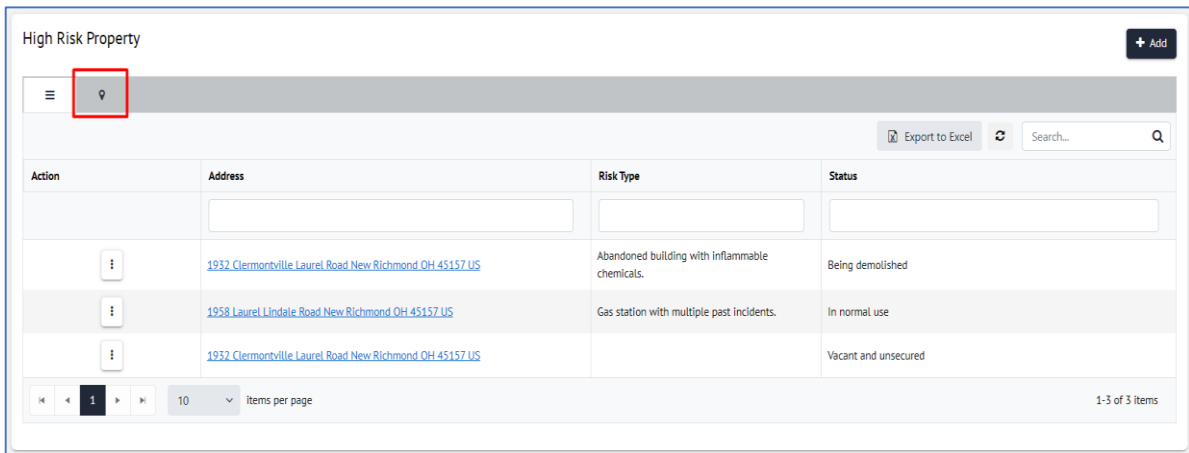 High Risk Property
+ Add
Export to Excel
Search...
Action Address Risk Type Status
1932 Clermontville Laurel Road New Richmond OH 45157 US Abandoned building with inflammable chemicals. Being demolished
1958 Laurel Lindale Road New Richmond OH 45157 US Gas station with multiple past incidents. In normal use
1932 Clermontville Laurel Road New Richmond OH 45157 US Vacant and unsecured
1 10 items per page 1-3 of 3 items